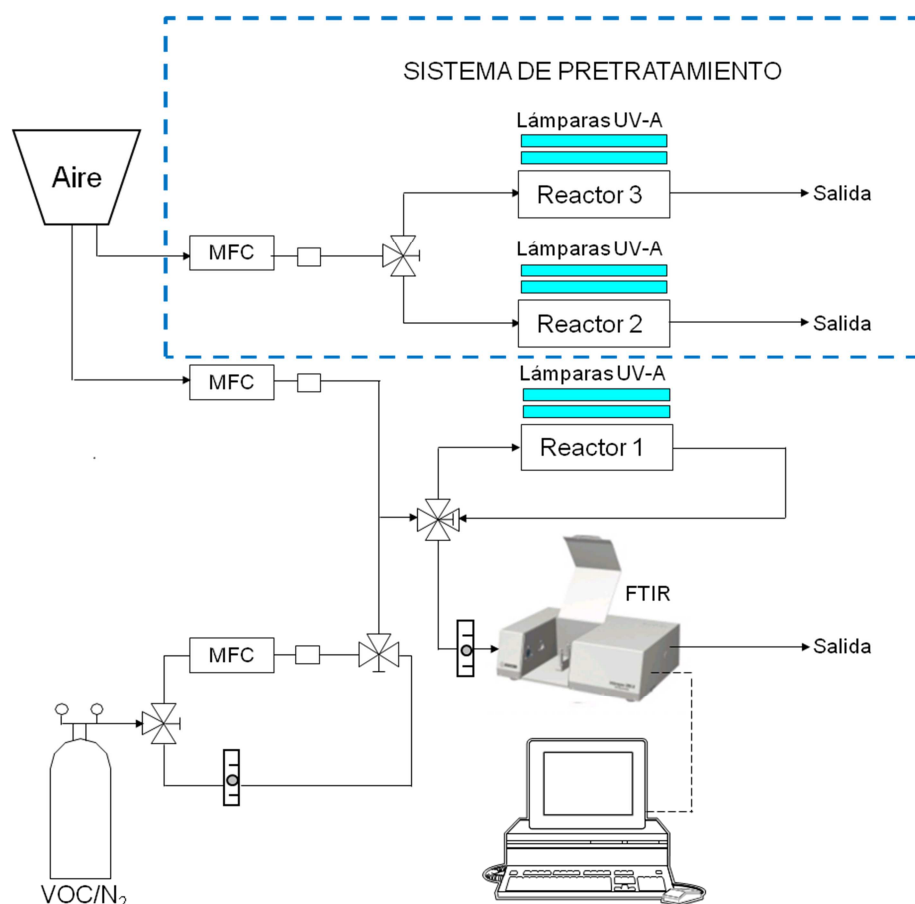 SISTEMA DE PRETRATAMIENTO
Lámparas UV-A
Aire
Reactor 3
Salida
Lámparas UV-A
MFC
Reactor 2
Salida
Lámparas UV-A
MFC
Reactor 1
FTIR
MFC
Salida
VOC/N₂